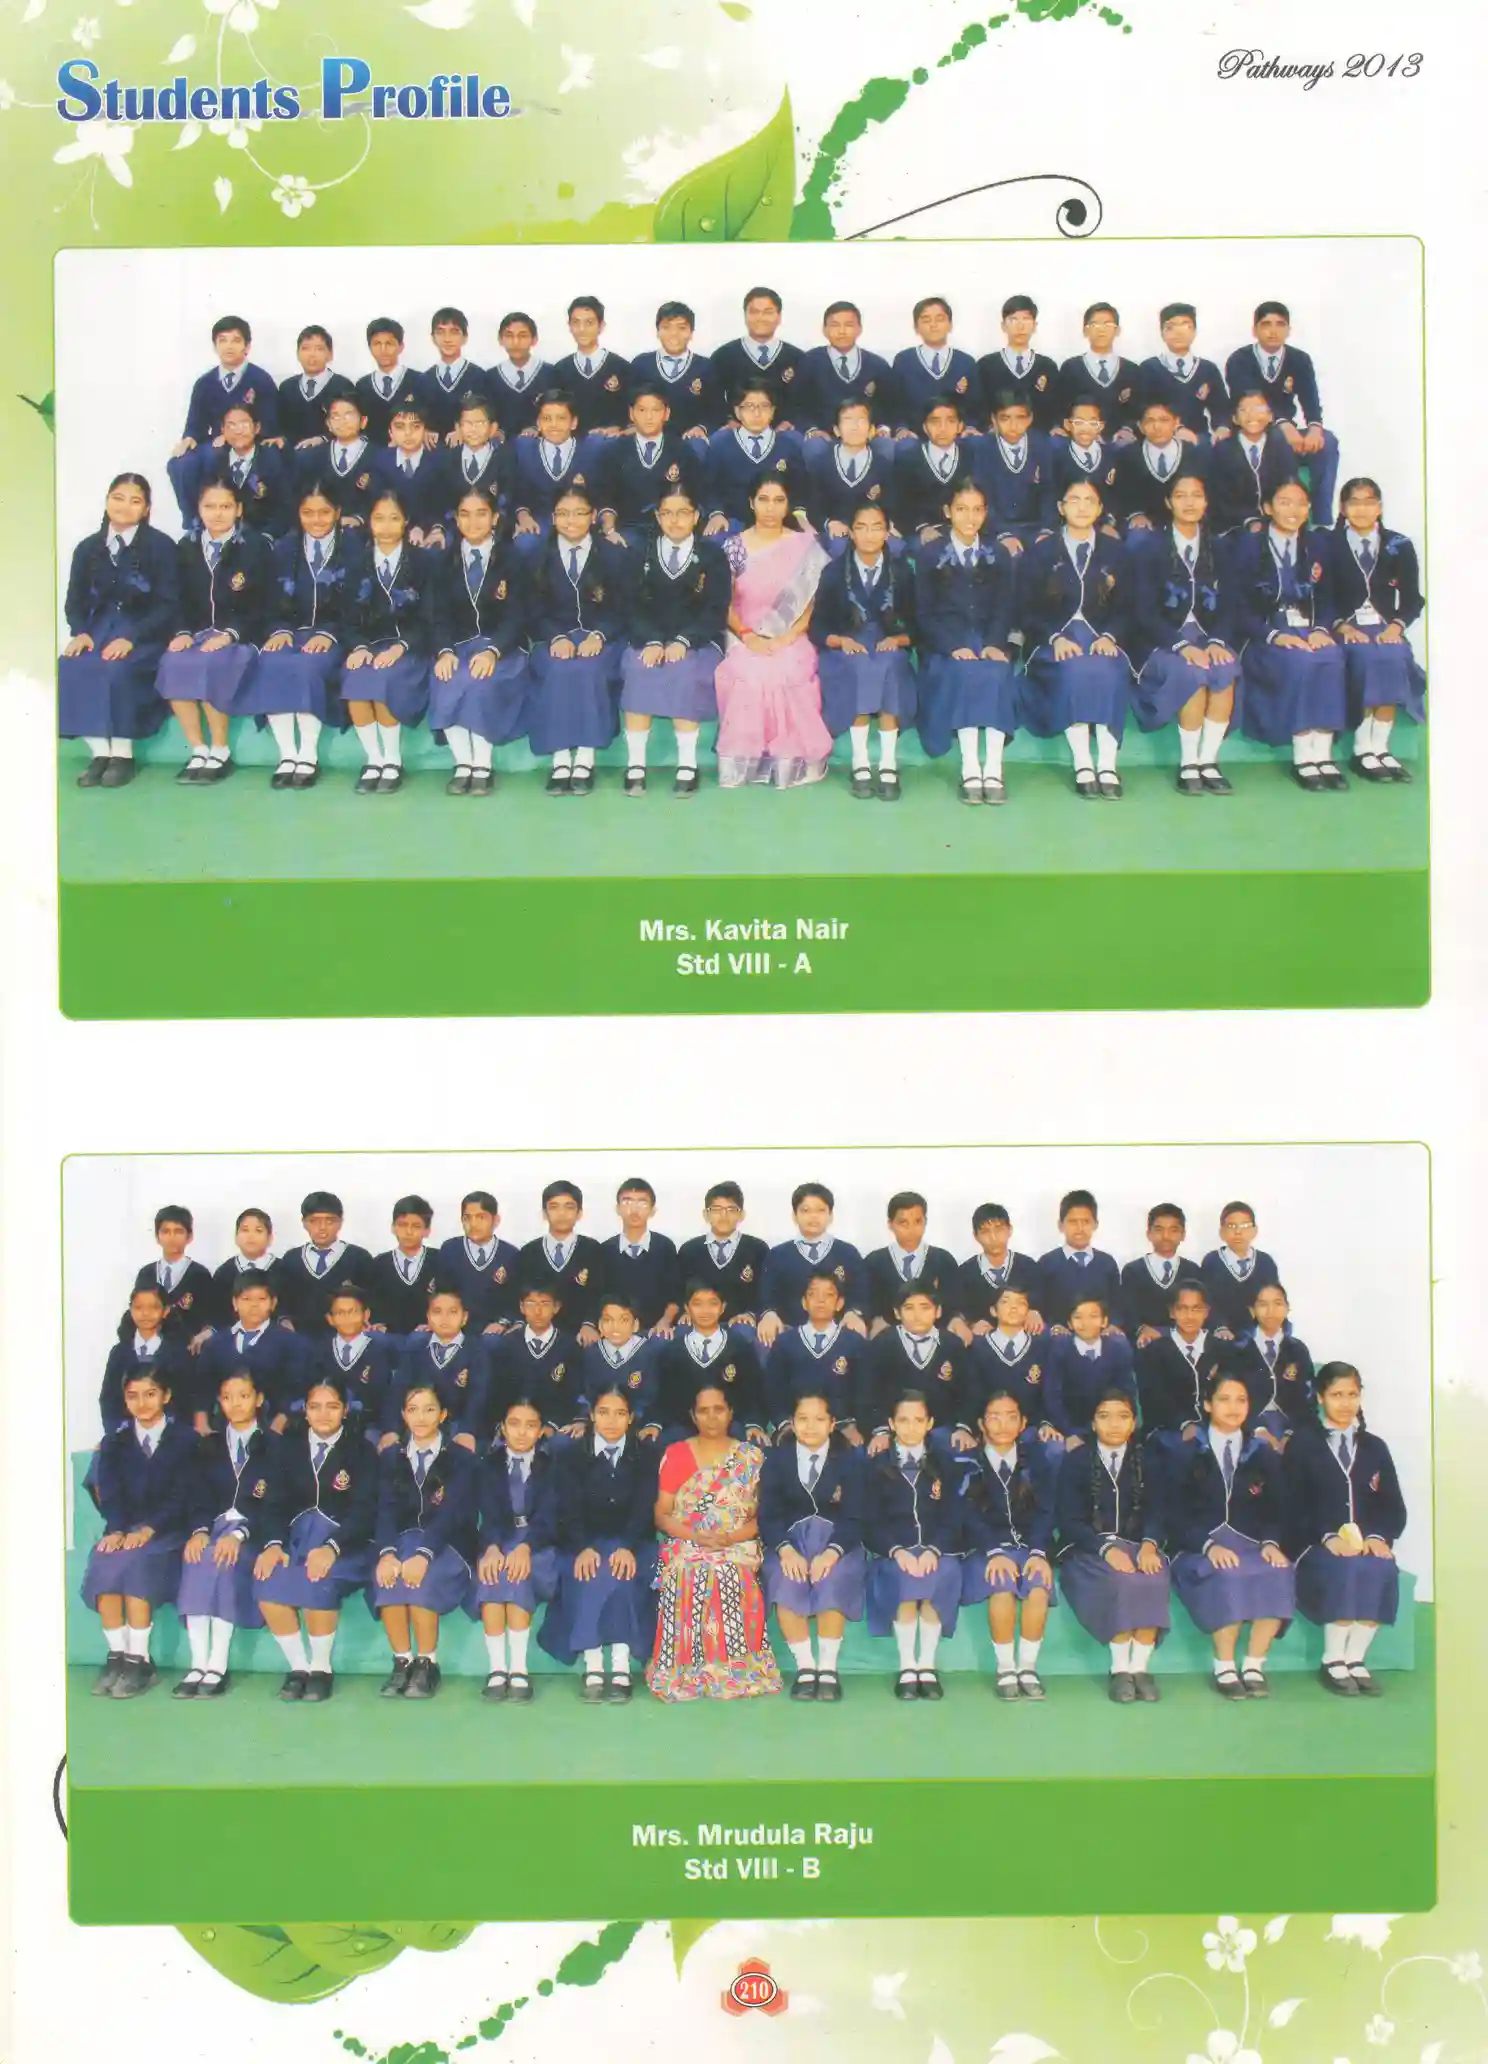 Students Profile
Pathways 2013
Mrs. Kavita Nair
Std VIII - A
Mrs. Mrudula Raju
Std VIII - B
210